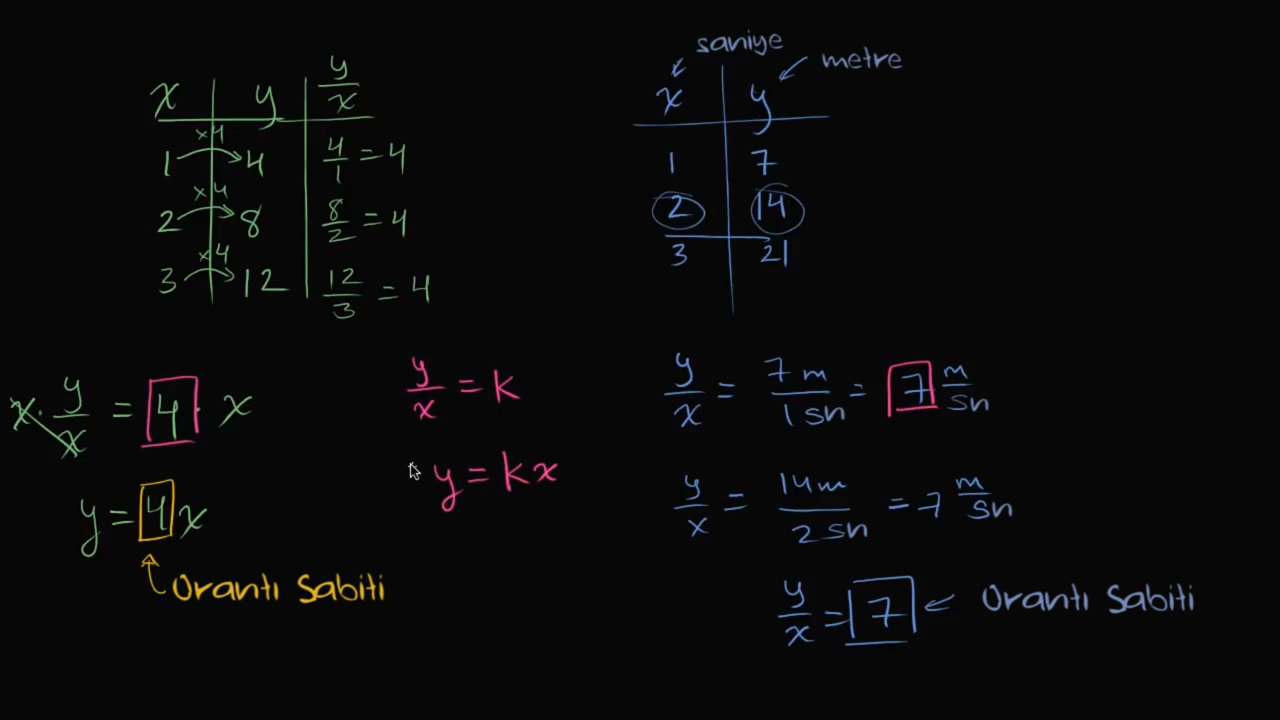 x y y/x
×4
1 4 4/1 = 4
×4
2 8 8/2 = 4
×4
3 12 12/3 = 4
x · y/x = 4 · x
y = 4x
Orantı Sabiti
y/x = k
y = kx
saniye
metre
x y
1 7
2 14
3 21
y/x = 7 m/1 sn = 7 m/sn
y/x = 14 m/2 sn = 7 m/sn
y/x = 7 Orantı Sabiti